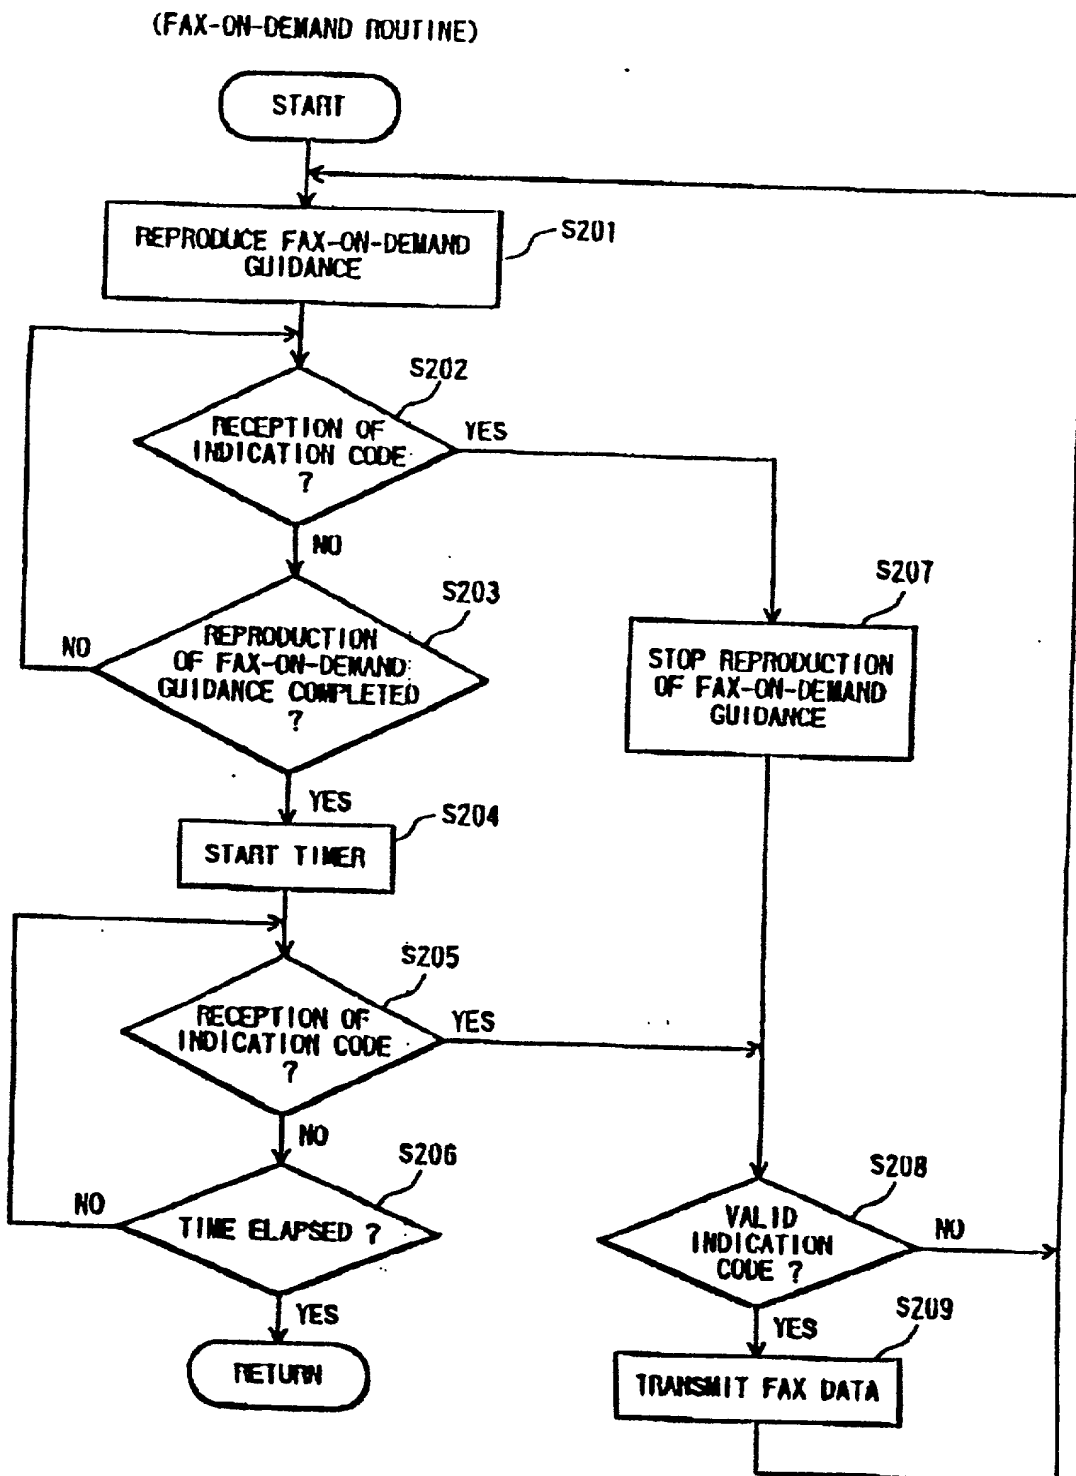 (FAX-ON-DEMAND ROUTINE)
START
REPRODUCE FAX-ON-DEMAND
GUIDANCE
S201
S202
RECEPTION OF
INDICATION CODE
?
YES
NO
S203
REPRODUCTION
OF FAX-ON-DEMAND
GUIDANCE COMPLETED
?
NO
YES
S207
STOP REPRODUCTION
OF FAX-ON-DEMAND
GUIDANCE
S204
START TIMER
S205
RECEPTION OF
INDICATION CODE
?
YES
NO
S206
TIME ELAPSED ?
NO
YES
RETURN
S208
VALID
INDICATION
CODE ?
NO
YES
S209
TRANSMIT FAX DATA